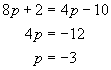 8p + 2 = 4p − 10
4p = −12
p = −3